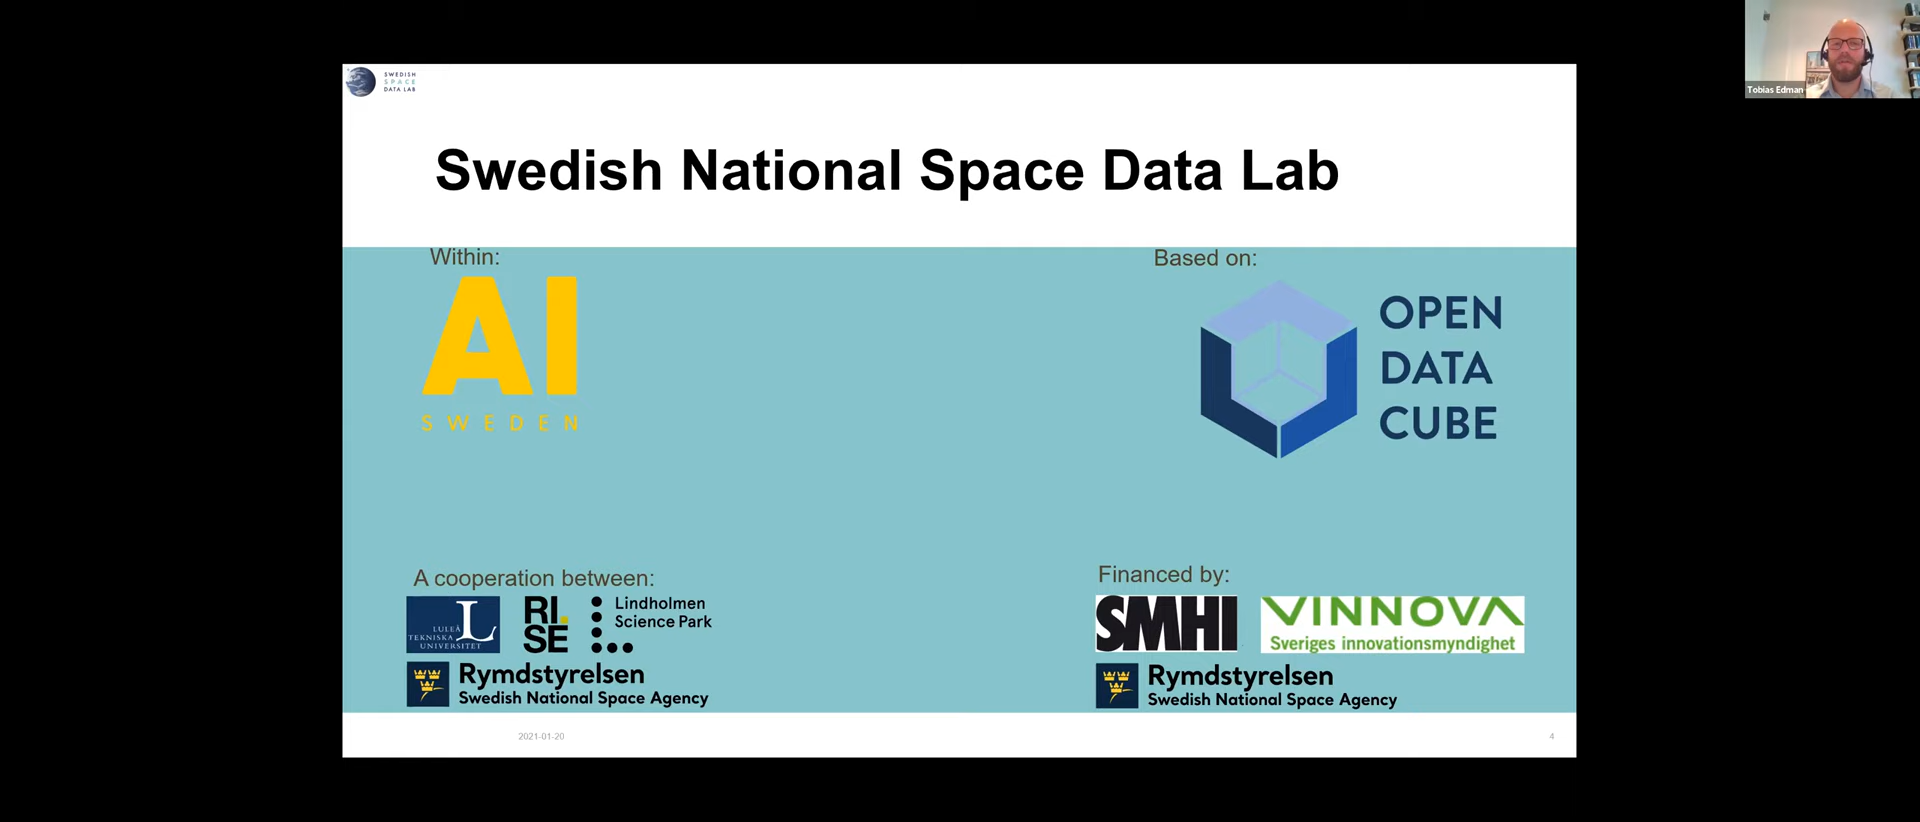 SWEDISH
SPACE
DATA LAB
Tobias Edman
Swedish National Space Data Lab
Within:
AI
SWEDEN
Based on:
OPEN
DATA
CUBE
A cooperation between:
LULEÅ
TEKNISKA
UNIVERSITET
L
RI.
SE
Lindholmen
Science Park
Rymdstyrelsen
Swedish National Space Agency
Financed by:
SMHI
VINNOVA
Sveriges innovationsmyndighet
Rymdstyrelsen
Swedish National Space Agency
2021-01-20
4